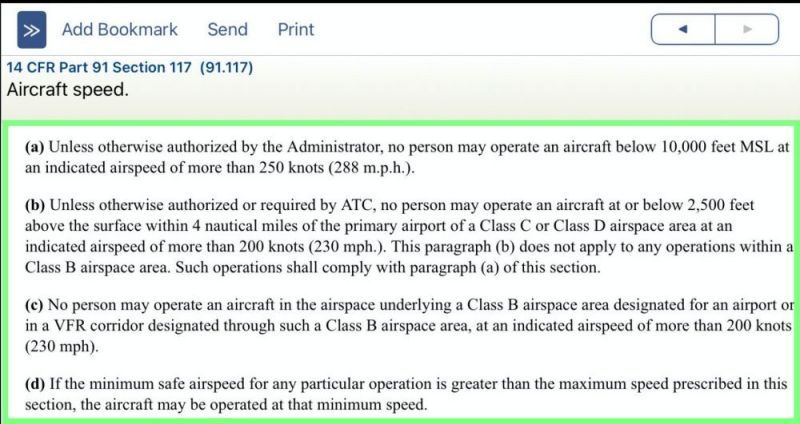 Add Bookmark Send Print
14 CFR Part 91 Section 117 (91.117)
Aircraft speed.
(a) Unless otherwise authorized by the Administrator, no person may operate an aircraft below 10,000 feet MSL at
an indicated airspeed of more than 250 knots (288 m.p.h.).
(b) Unless otherwise authorized or required by ATC, no person may operate an aircraft at or below 2,500 feet
above the surface within 4 nautical miles of the primary airport of a Class C or Class D airspace area at an
indicated airspeed of more than 200 knots (230 mph.). This paragraph (b) does not apply to any operations within a
Class B airspace area. Such operations shall comply with paragraph (a) of this section.
(c) No person may operate an aircraft in the airspace underlying a Class B airspace area designated for an airport or
in a VFR corridor designated through such a Class B airspace area, at an indicated airspeed of more than 200 knots
(230 mph).
(d) If the minimum safe airspeed for any particular operation is greater than the maximum speed prescribed in this
section, the aircraft may be operated at that minimum speed.